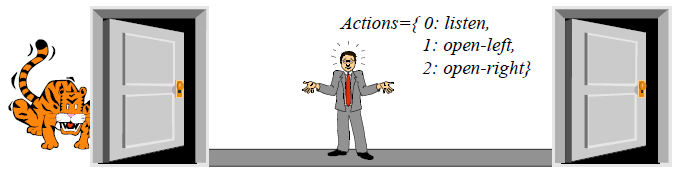 Actions={ 0: listen,
1: open-left,
2: open-right}